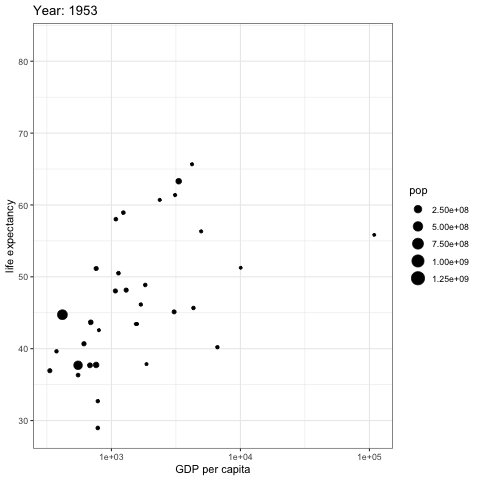 Year: 1953
80
70
60
50
40
30
life expectancy
1e+03
1e+04
1e+05
GDP per capita
pop
2.50e+08
5.00e+08
7.50e+08
1.00e+09
1.25e+09